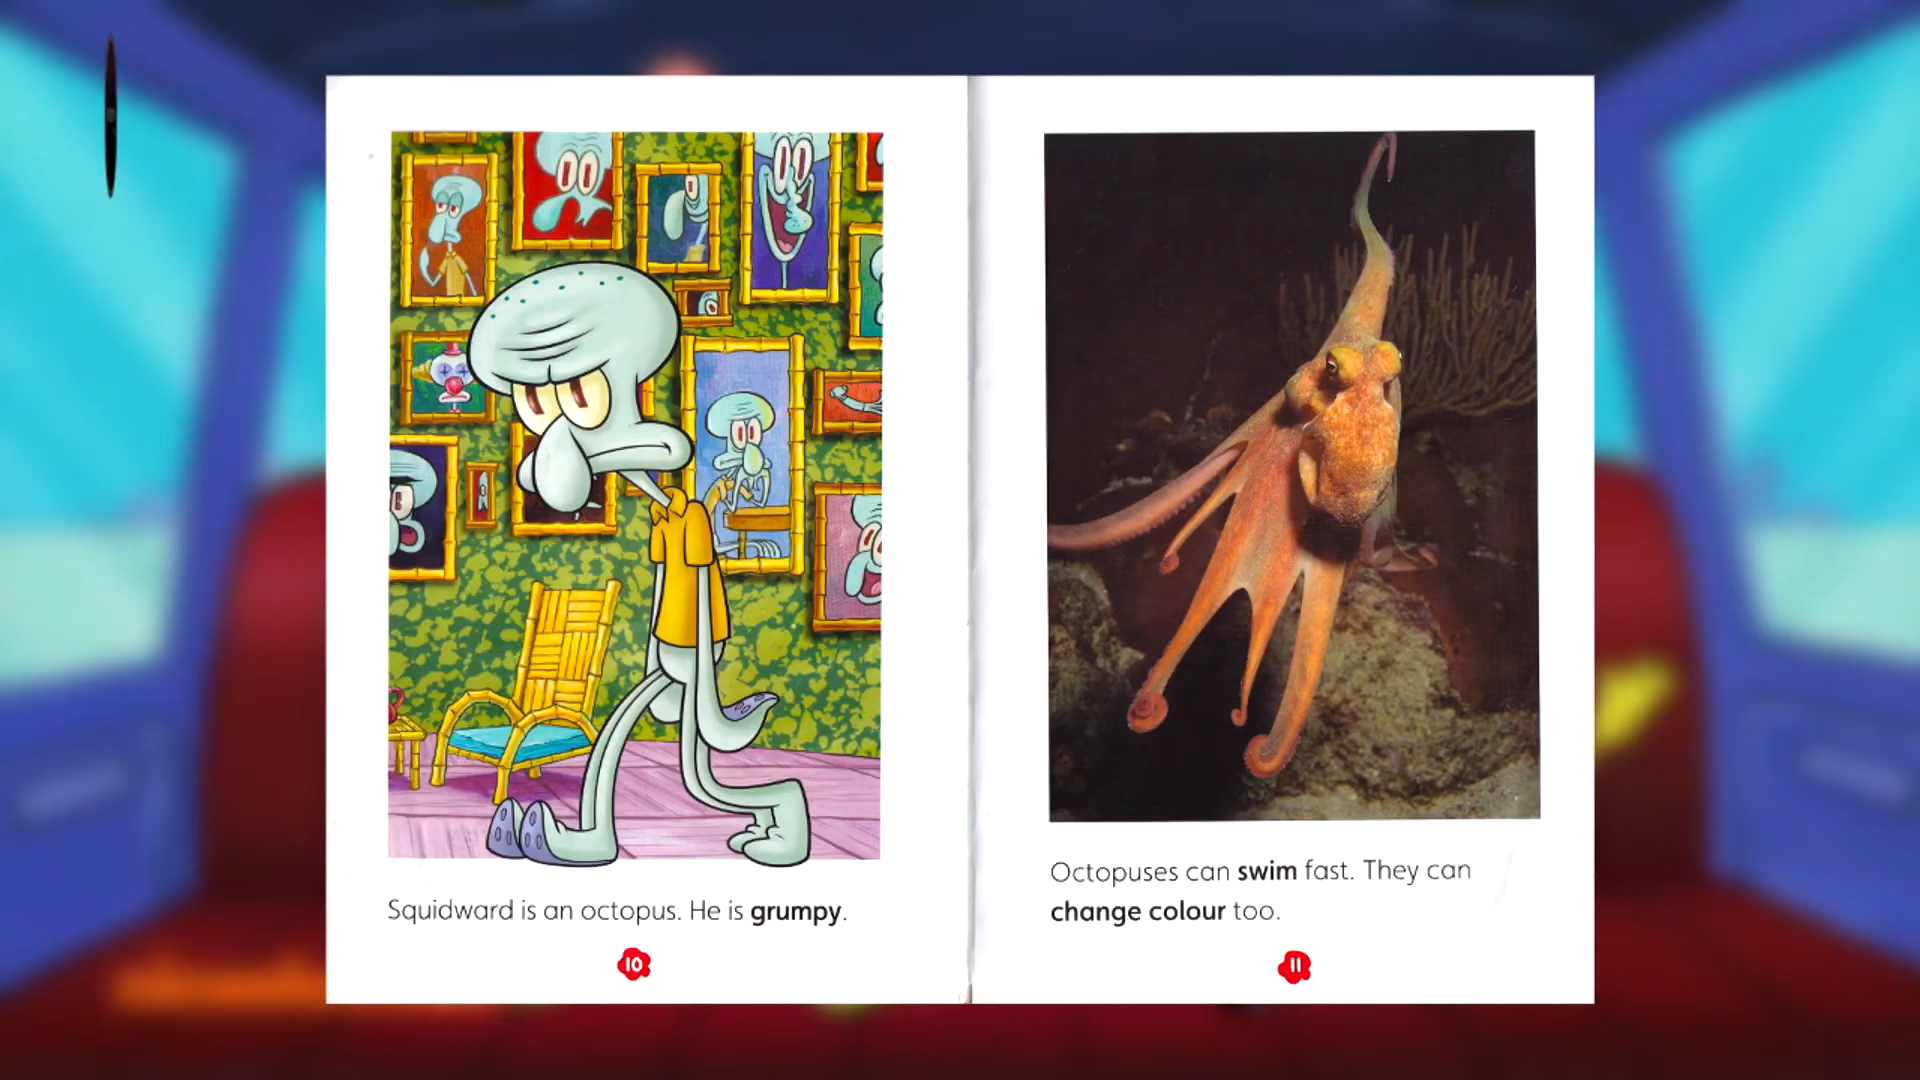 Squidward is an octopus. He is grumpy.
10
Octopuses can swim fast. They can
change colour too.
11